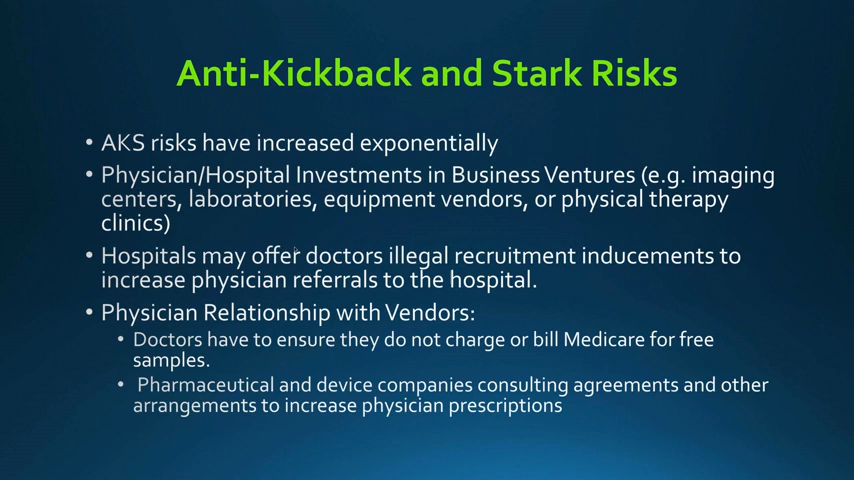 Anti-Kickback and Stark Risks
• AKS risks have increased exponentially
• Physician/Hospital Investments in Business Ventures (e.g. imaging
centers, laboratories, equipment vendors, or physical therapy
clinics)
• Hospitals may offer doctors illegal recruitment inducements to
increase physician referrals to the hospital.
• Physician Relationship with Vendors:
• Doctors have to ensure they do not charge or bill Medicare for free
samples.
• Pharmaceutical and device companies consulting agreements and other
arrangements to increase physician prescriptions